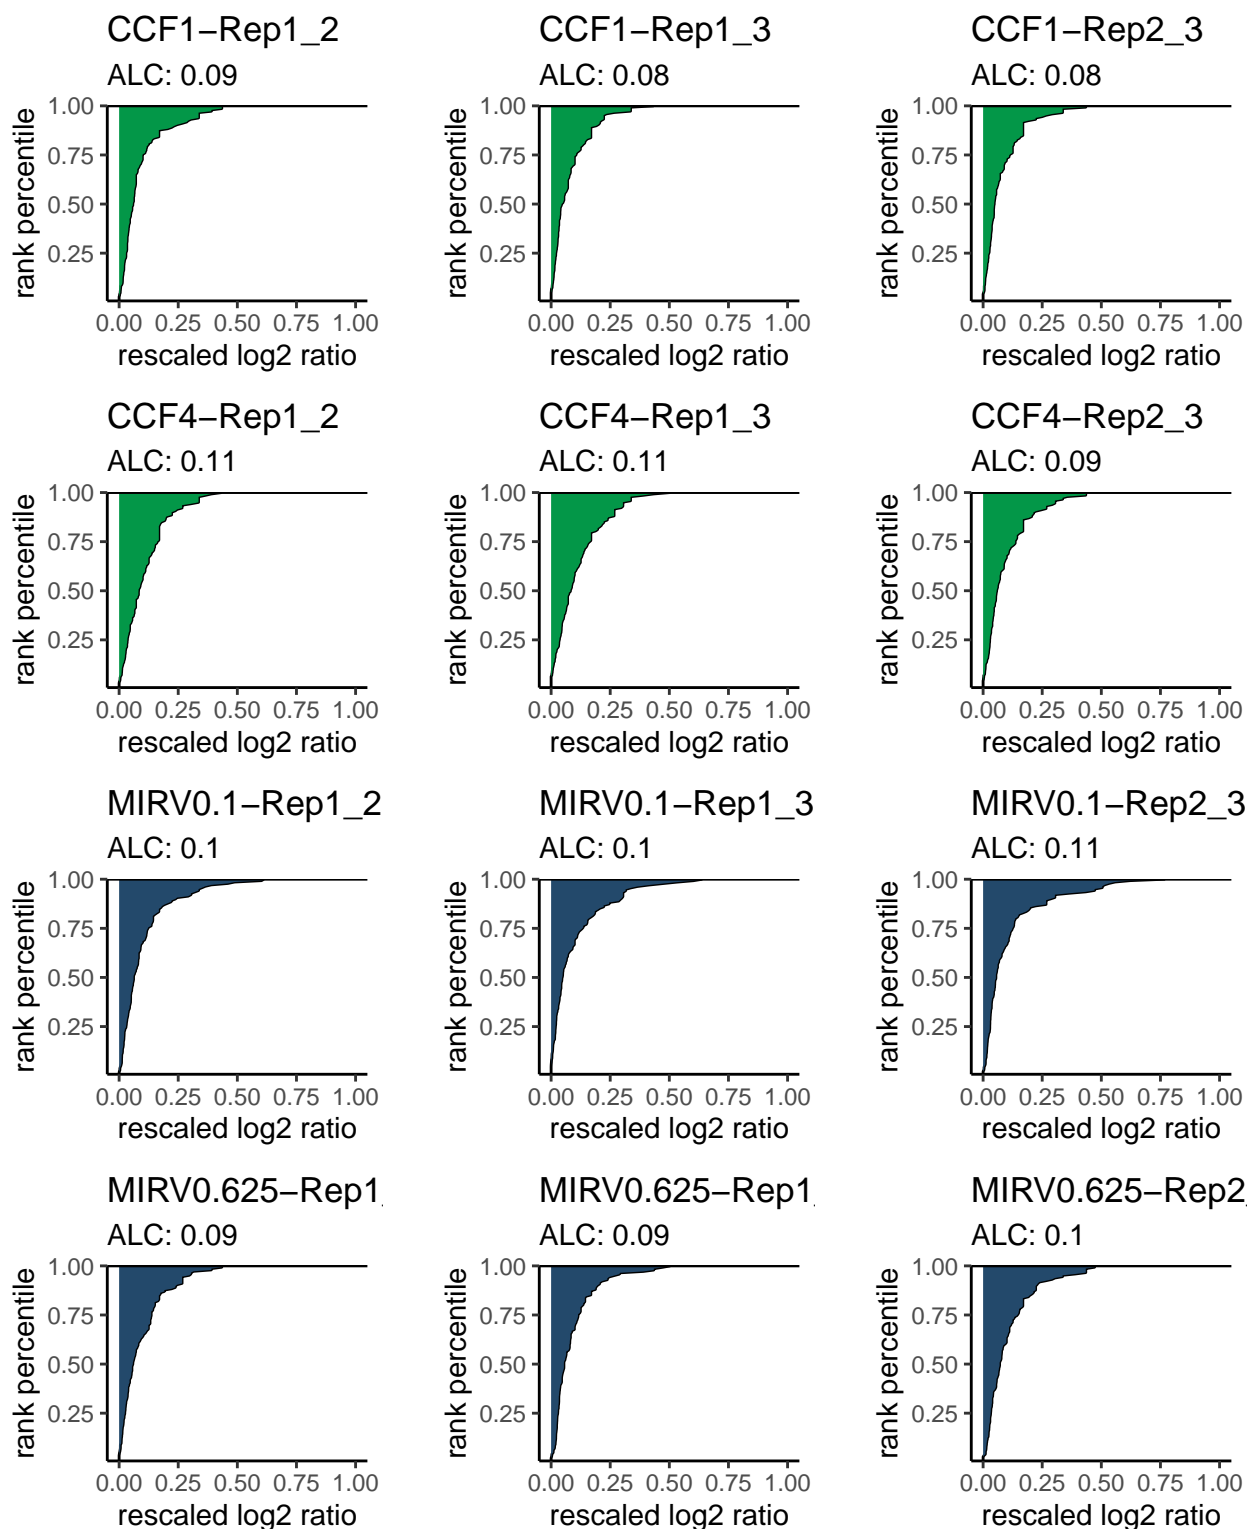 CCF1−Rep1_2
ALC: 0.09
1.00
0.75
0.50
0.25
rank percentile
0.00 0.25 0.50 0.75 1.00
rescaled log2 ratio
CCF1−Rep1_3
ALC: 0.08
1.00
0.75
0.50
0.25
rank percentile
0.00 0.25 0.50 0.75 1.00
rescaled log2 ratio
CCF1−Rep2_3
ALC: 0.08
1.00
0.75
0.50
0.25
rank percentile
0.00 0.25 0.50 0.75 1.00
rescaled log2 ratio
CCF4−Rep1_2
ALC: 0.11
1.00
0.75
0.50
0.25
rank percentile
0.00 0.25 0.50 0.75 1.00
rescaled log2 ratio
CCF4−Rep1_3
ALC: 0.11
1.00
0.75
0.50
0.25
rank percentile
0.00 0.25 0.50 0.75 1.00
rescaled log2 ratio
CCF4−Rep2_3
ALC: 0.09
1.00
0.75
0.50
0.25
rank percentile
0.00 0.25 0.50 0.75 1.00
rescaled log2 ratio
MIRV0.1−Rep1_2
ALC: 0.1
1.00
0.75
0.50
0.25
rank percentile
0.00 0.25 0.50 0.75 1.00
rescaled log2 ratio
MIRV0.1−Rep1_3
ALC: 0.1
1.00
0.75
0.50
0.25
rank percentile
0.00 0.25 0.50 0.75 1.00
rescaled log2 ratio
MIRV0.1−Rep2_3
ALC: 0.11
1.00
0.75
0.50
0.25
rank percentile
0.00 0.25 0.50 0.75 1.00
rescaled log2 ratio
MIRV0.625−Rep1_
ALC: 0.09
1.00
0.75
0.50
0.25
rank percentile
0.00 0.25 0.50 0.75 1.00
rescaled log2 ratio
MIRV0.625−Rep1_
ALC: 0.09
1.00
0.75
0.50
0.25
rank percentile
0.00 0.25 0.50 0.75 1.00
rescaled log2 ratio
MIRV0.625−Rep2_
ALC: 0.1
1.00
0.75
0.50
0.25
rank percentile
0.00 0.25 0.50 0.75 1.00
rescaled log2 ratio